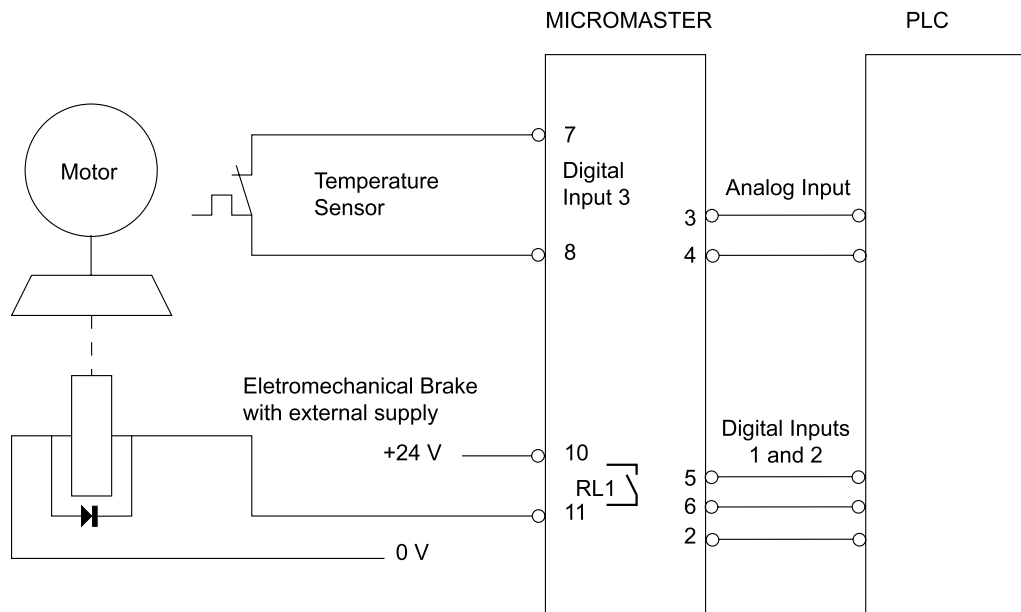 MICROMASTER
PLC
Motor
Temperature
Sensor
7
Digital
Input 3
8
Analog Input
3
4
Eletromechanical Brake
with external supply
+24 V
10
RL1
11
0 V
Digital Inputs
1 and 2
5
6
2